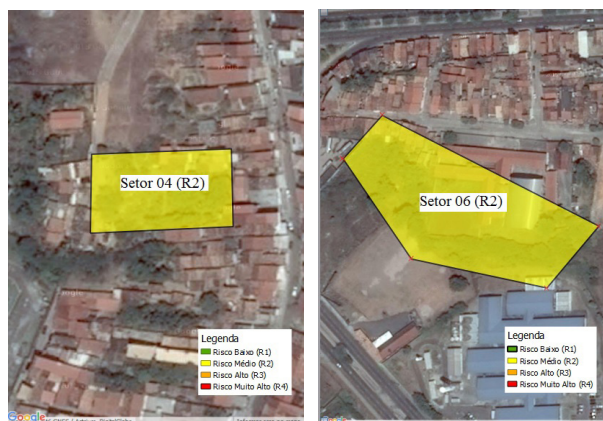 Setor 04 (R2)
Legenda
Risco Baixo (R1)
Risco Médio (R2)
Risco Alto (R3)
Risco Muito Alto (R4)
Google
Setor 06 (R2)
Legenda
Risco Baixo (R1)
Risco Médio (R2)
Risco Alto (R3)
Risco Muito Alto (R4)
Google